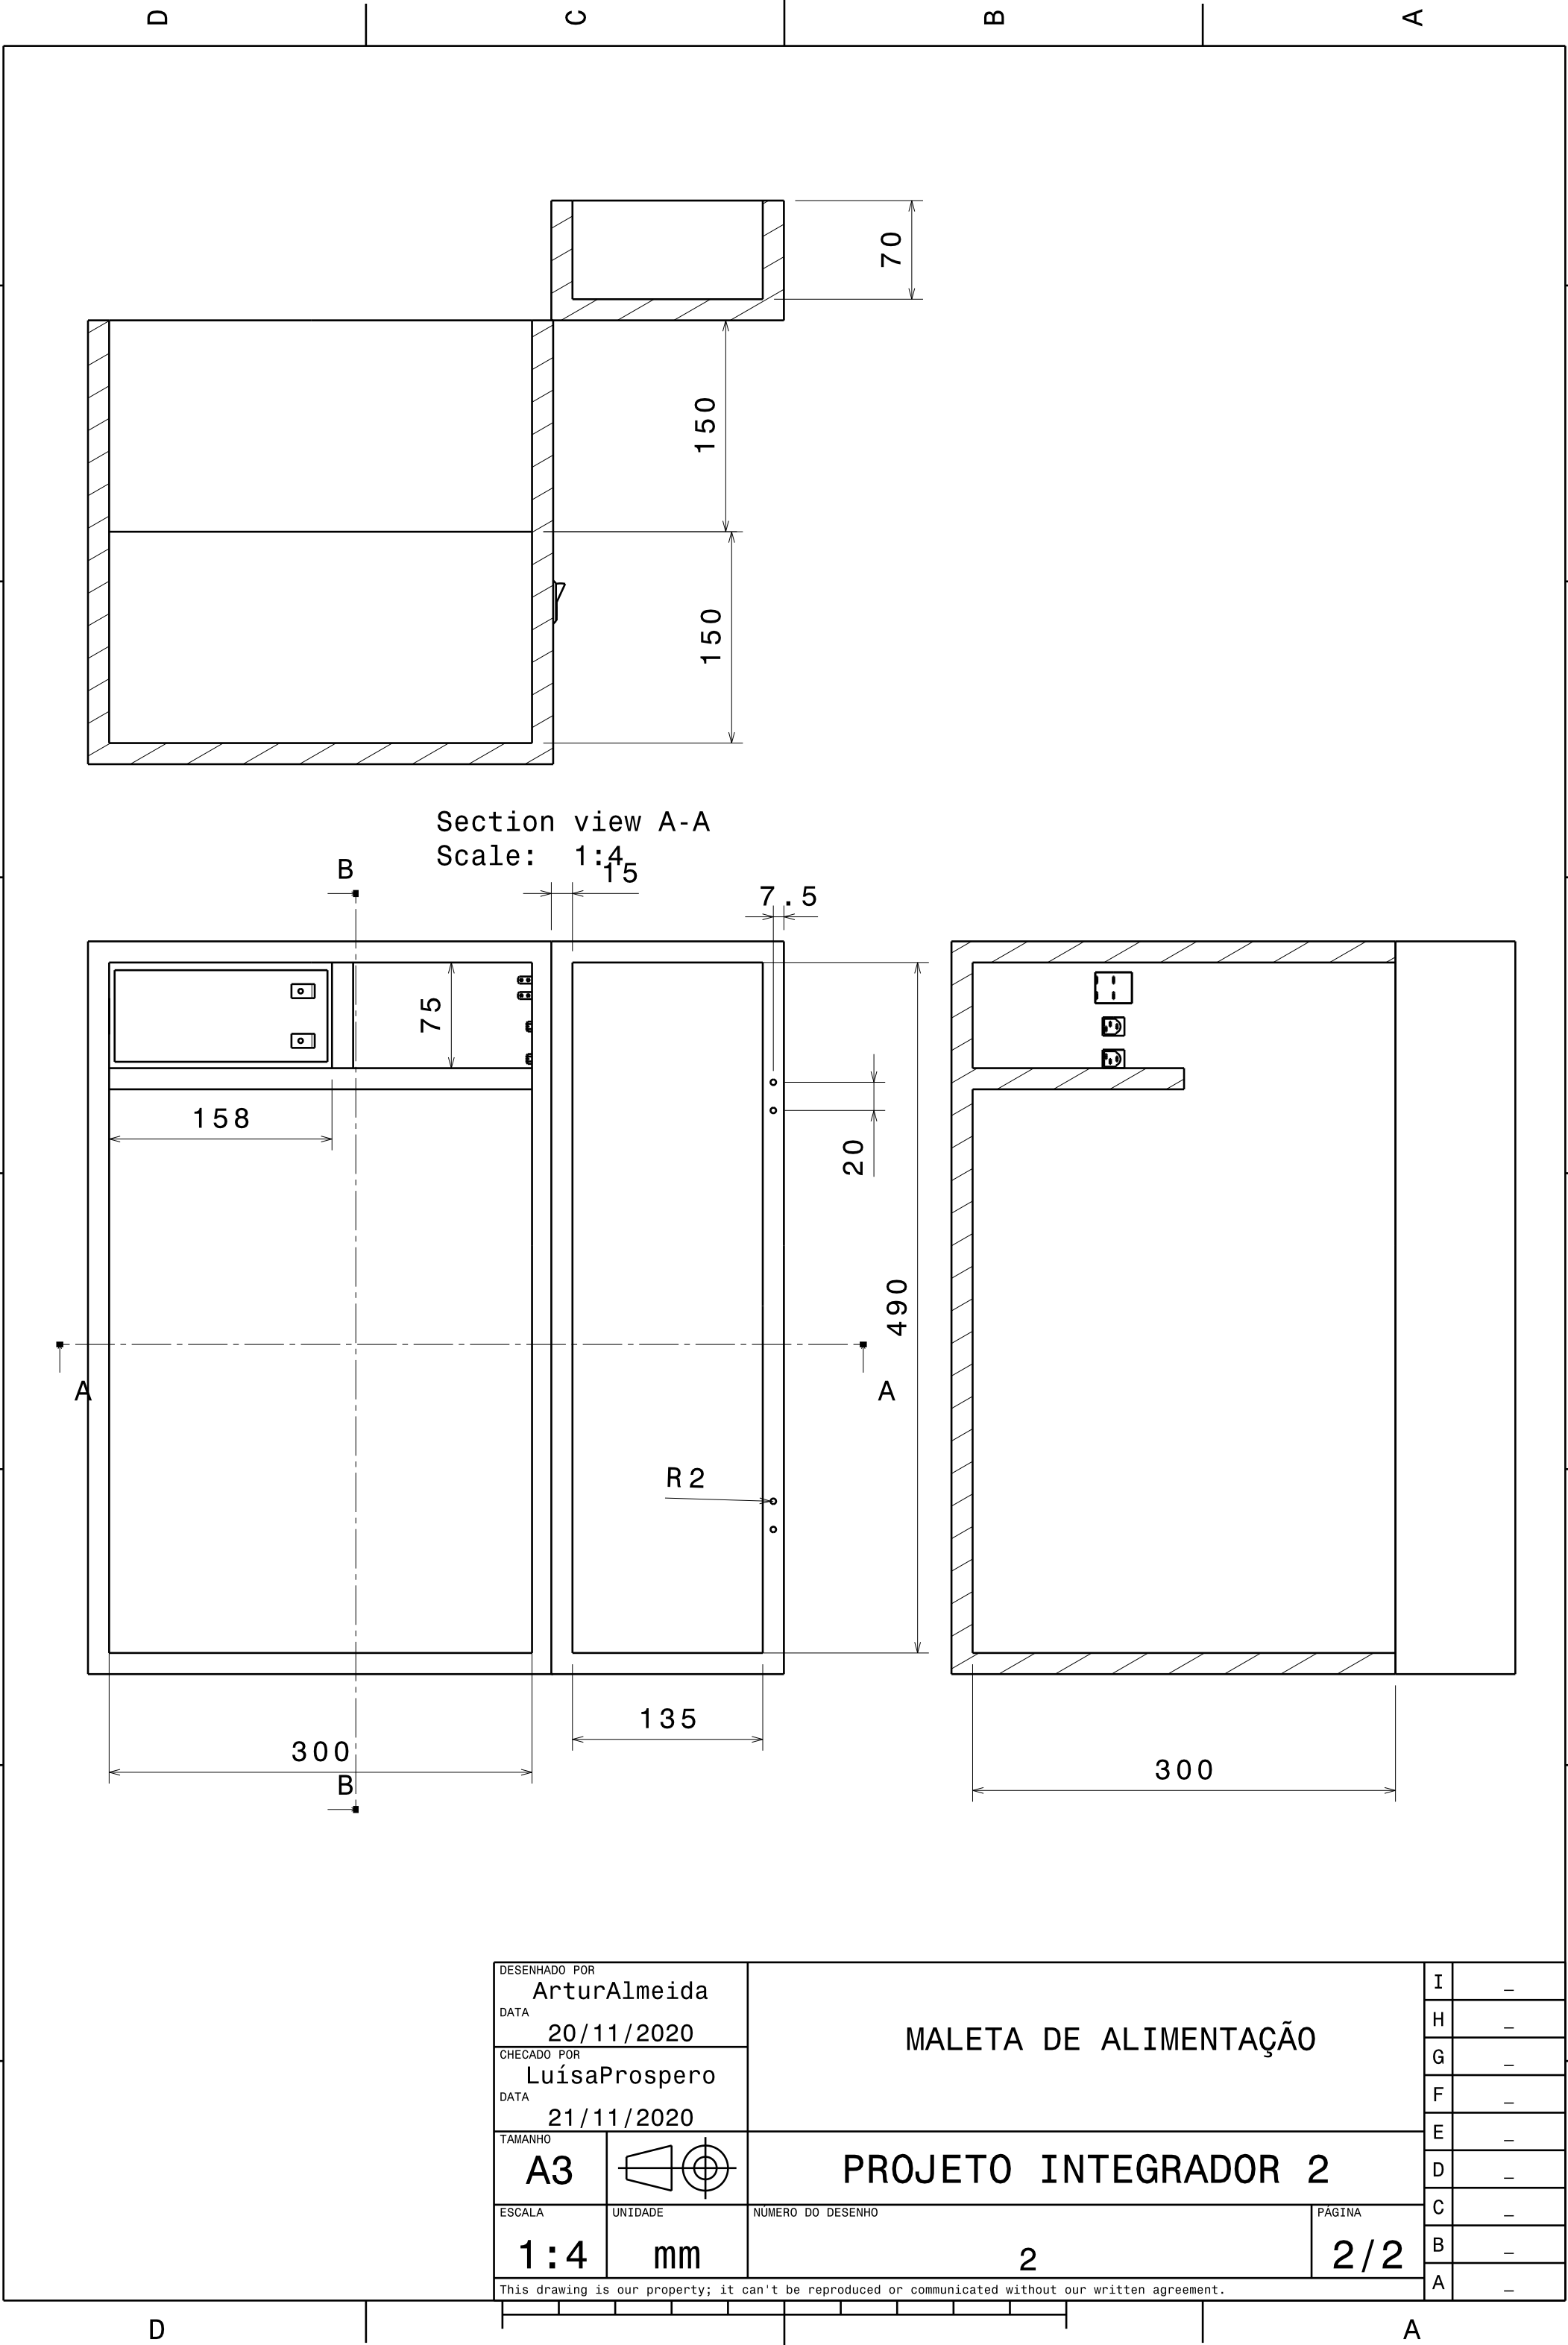 D
C
B
A
70
150
150
Section view A-A
Scale: 1:4
15
B
7.5
75
158
20
490
A
A
R2
135
300
300
B
DESENHADO POR
ArturAlmeida
DATA
20/11/2020
CHECADO POR
LuísaProspero
DATA
21/11/2020
MALETA DE ALIMENTAÇÃO
TAMANHO
A3
PROJETO INTEGRADOR 2
ESCALA
1:4
UNIDADE
mm
NÚMERO DO DESENHO
2
PÁGINA
2/2
This drawing is our property; it can't be reproduced or communicated without our written agreement.
I _
H _
G _
F _
E _
D _
C _
B _
A _
D
A